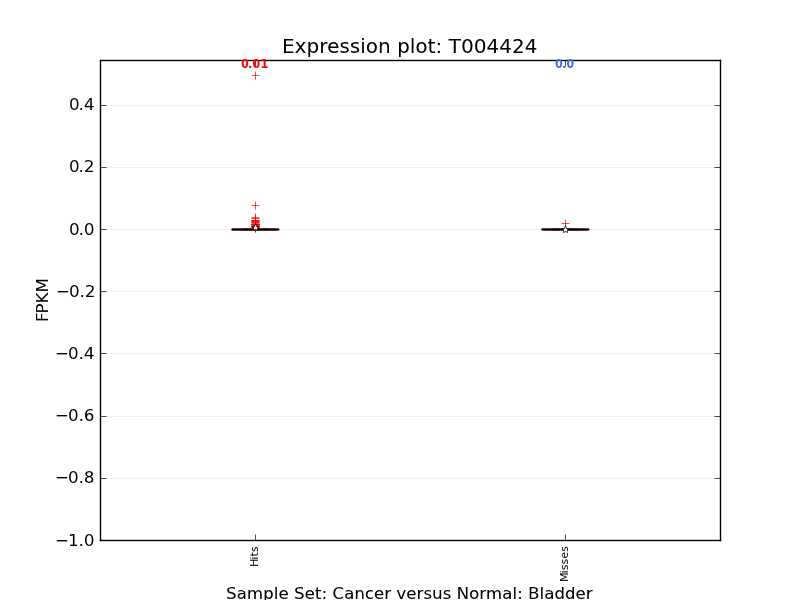 Expression plot: T004424
0.01
0.0
0.4
0.2
0.0
−0.2
−0.4
−0.6
−0.8
−1.0
FPKM
Hits
Misses
Sample Set: Cancer versus Normal: Bladder